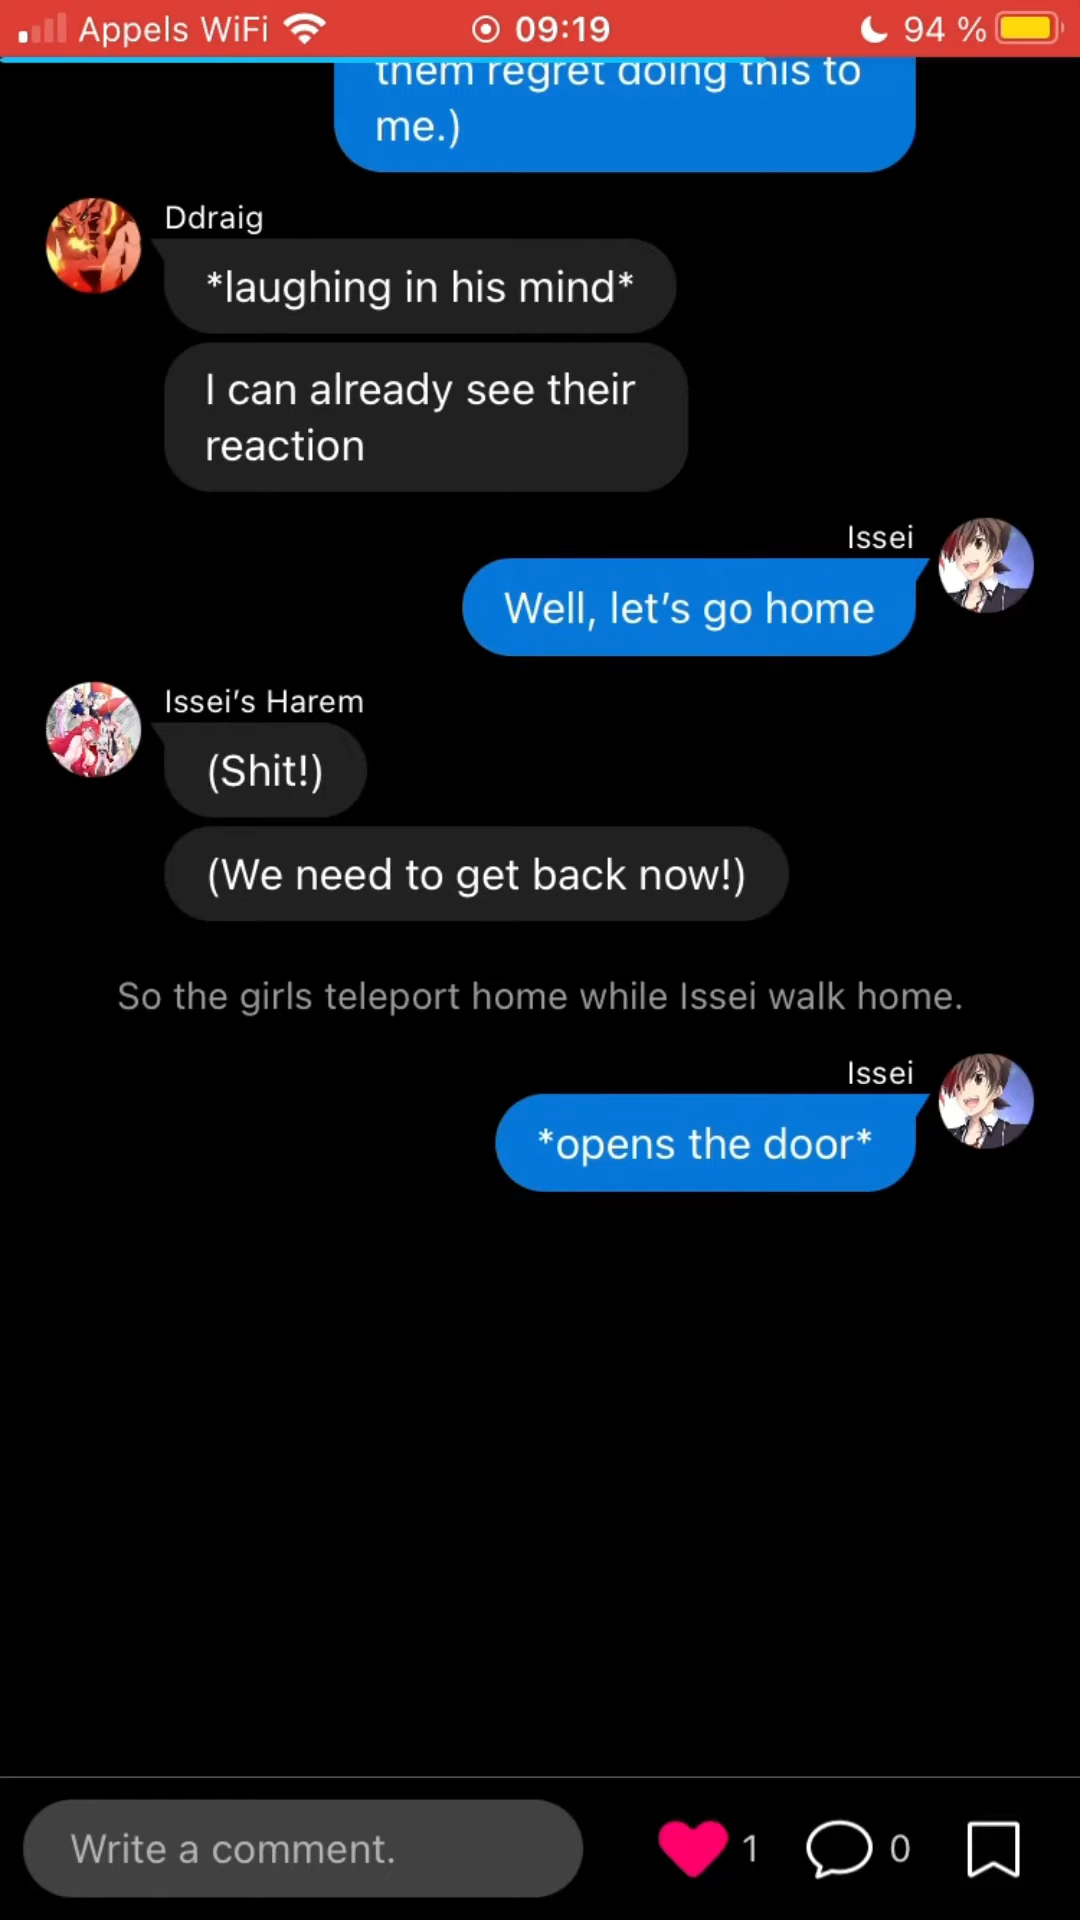 Appels WiFi 09:19 94 %
them regret doing this to
me.)
Ddraig
*laughing in his mind*
I can already see their
reaction
Issei
Well, let’s go home
Issei’s Harem
(Shit!)
(We need to get back now!)
So the girls teleport home while Issei walk home.
Issei
*opens the door*
Write a comment. 1 0